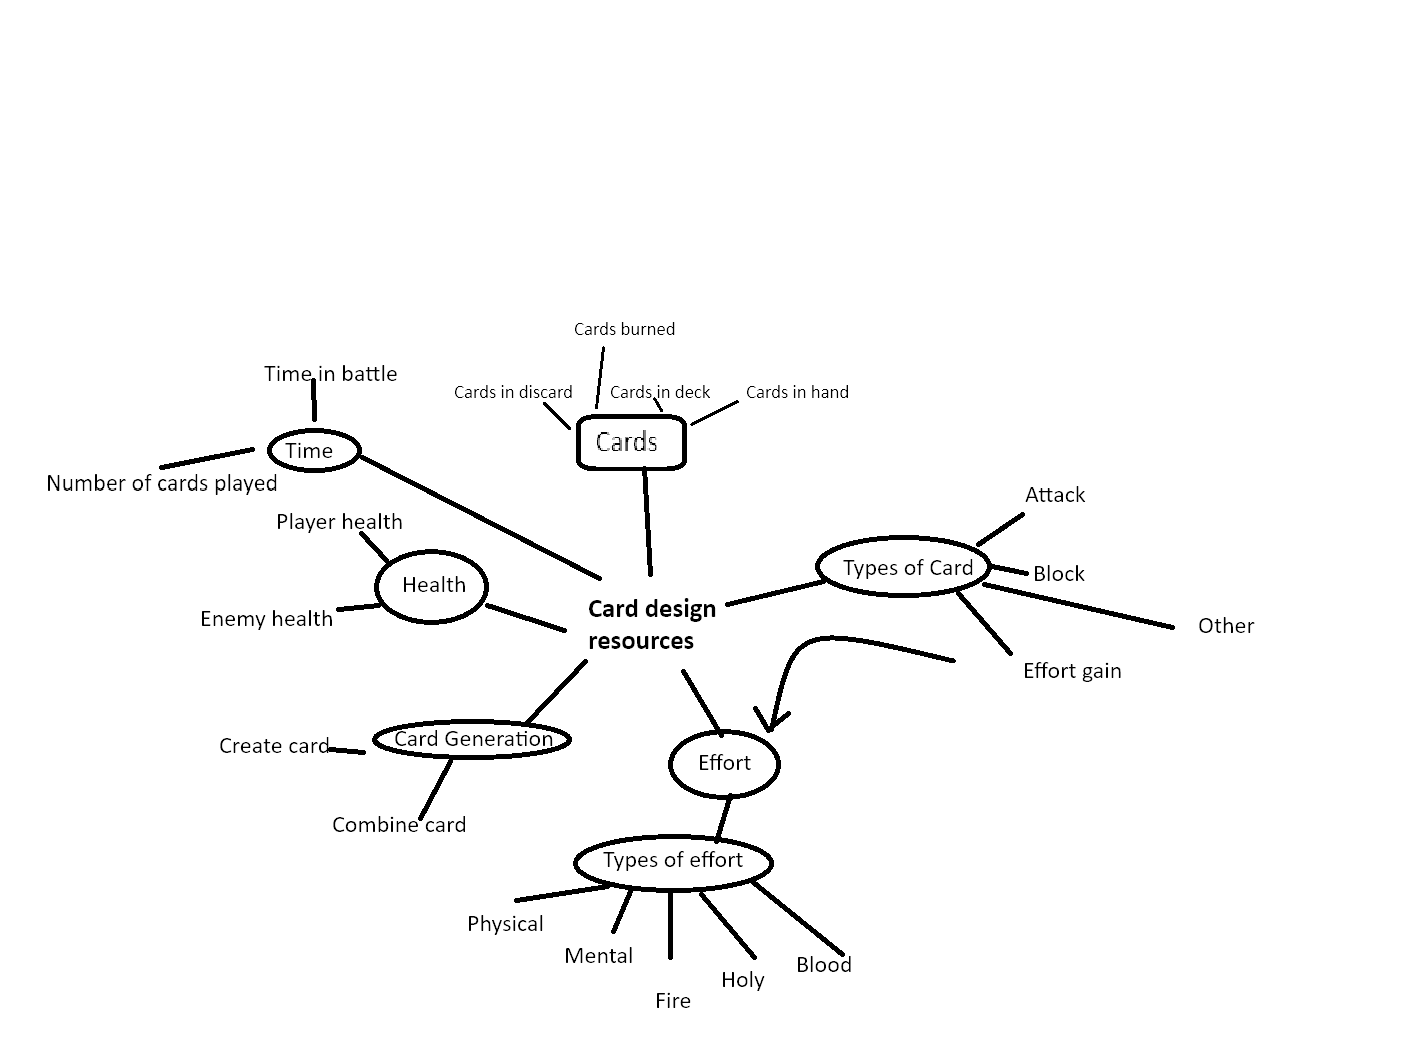 Cards burned
Time in battle
Cards in discard
Cards in deck
Cards in hand
Cards
Time
Number of cards played
Attack
Player health
Types of Card
Block
Health
Enemy health
Card design
resources
Other
Effort gain
Card Generation
Create card
Effort
Combine card
Types of effort
Physical
Mental
Blood
Holy
Fire